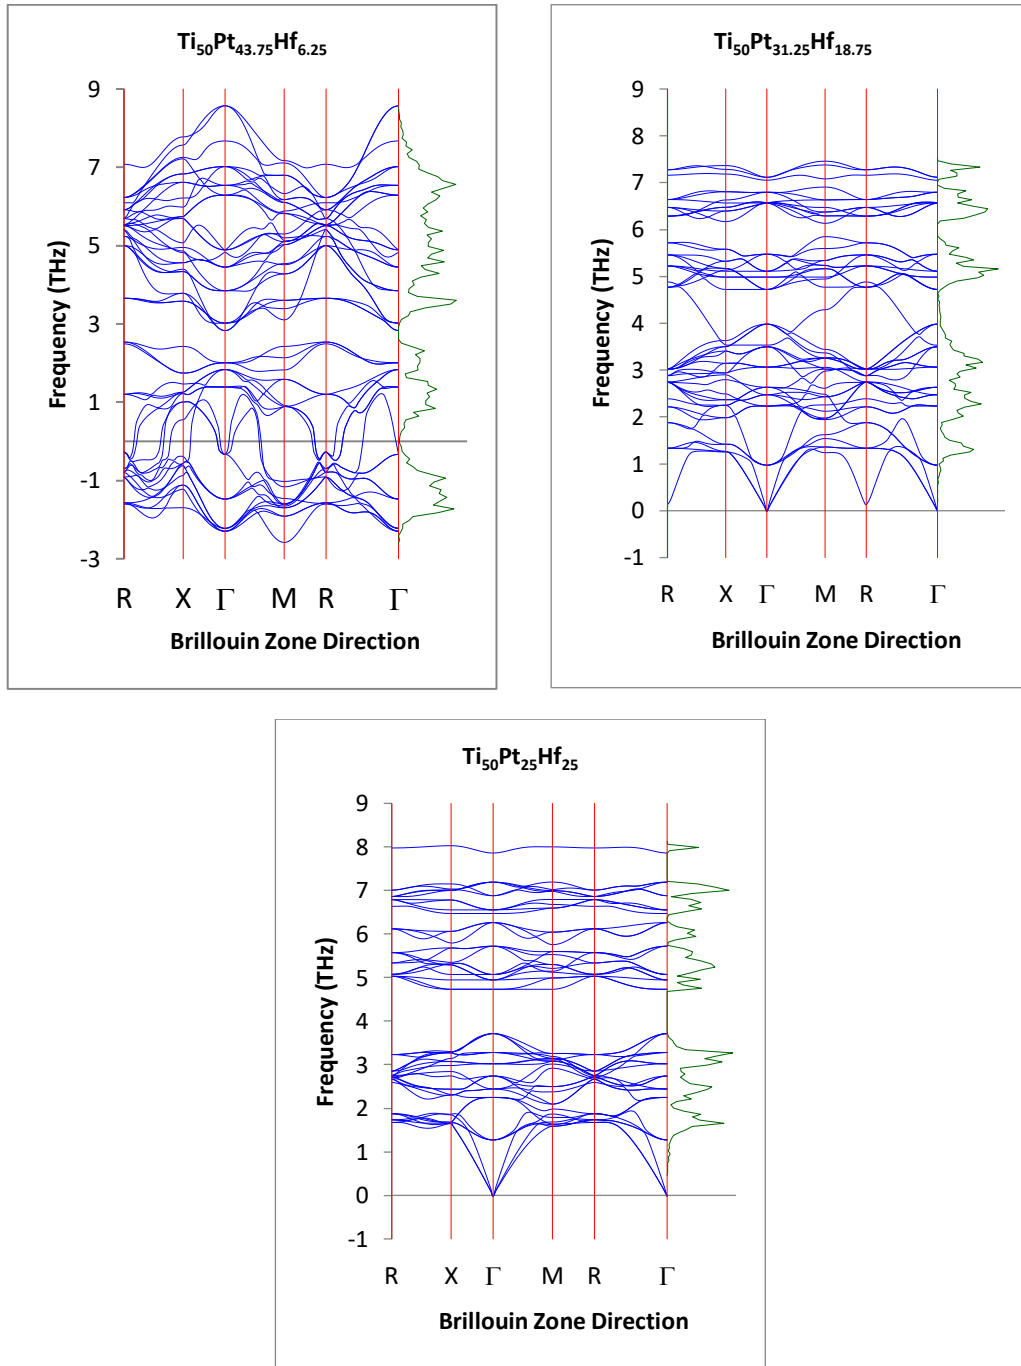 Ti50Pt43.75Hf6.25
9
7
5
3
1
-1
-3
Frequency (THz)
R X Γ M R Γ
Brillouin Zone Direction
Ti50Pt31.25Hf18.75
9
8
7
6
5
4
3
2
1
0
-1
Frequency (THz)
R X Γ M R Γ
Brillouin Zone Direction
Ti50Pt25Hf25
9
8
7
6
5
4
3
2
1
0
-1
Frequency (THz)
R X Γ M R Γ
Brillouin Zone Direction